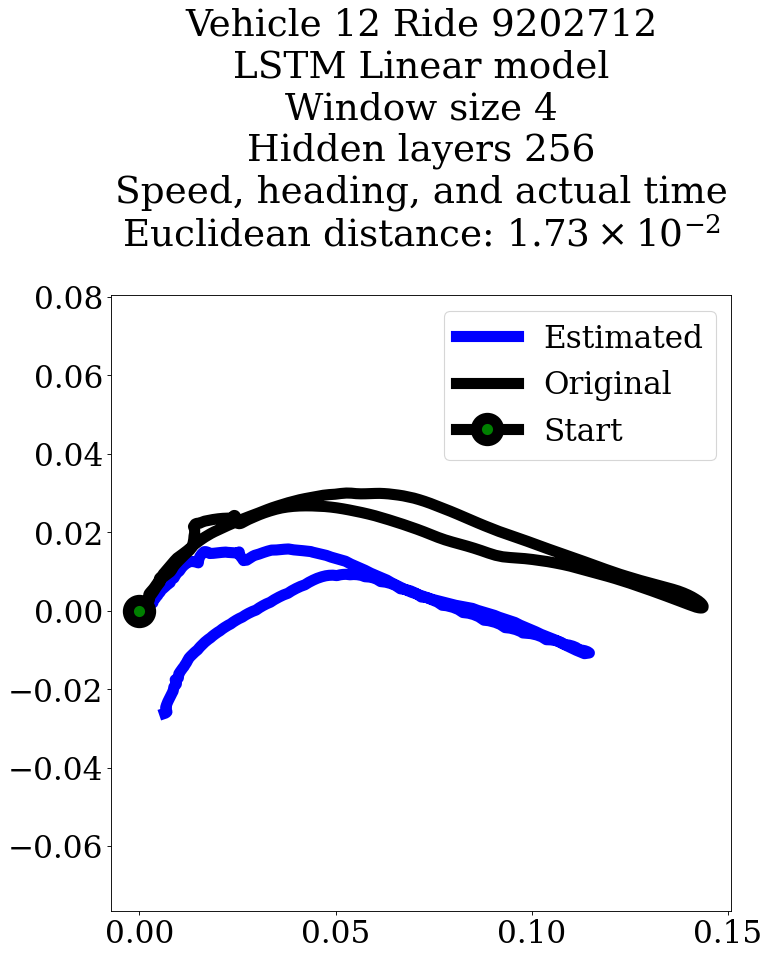 Vehicle 12 Ride 9202712
LSTM Linear model
Window size 4
Hidden layers 256
Speed, heading, and actual time
Euclidean distance: 1.73 × 10⁻²
0.08
Estimated
0.06
Original
0.04
Start
0.02
0.00
−0.02
−0.04
−0.06
0.00 0.05 0.10 0.15